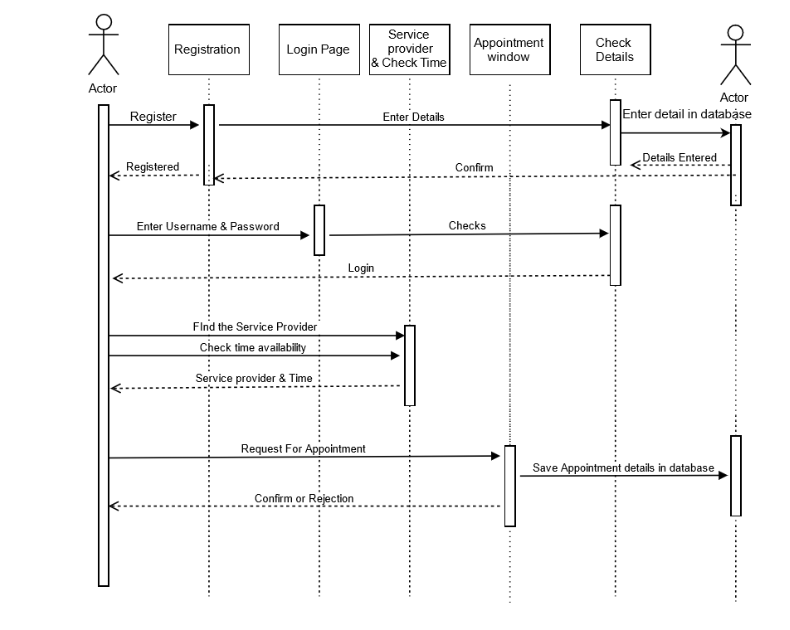 Actor
Registration
Login Page
Service
provider
& Check Time
Appointment
window
Check
Details
Actor
Register
Enter Details
Enter detail in database
Registered
Confirm
Details Entered
Enter Username & Password
Checks
Login
FInd the Service Provider
Check time availability
Service provider & Time
Request For Appointment
Save Appointment details in database
Confirm or Rejection